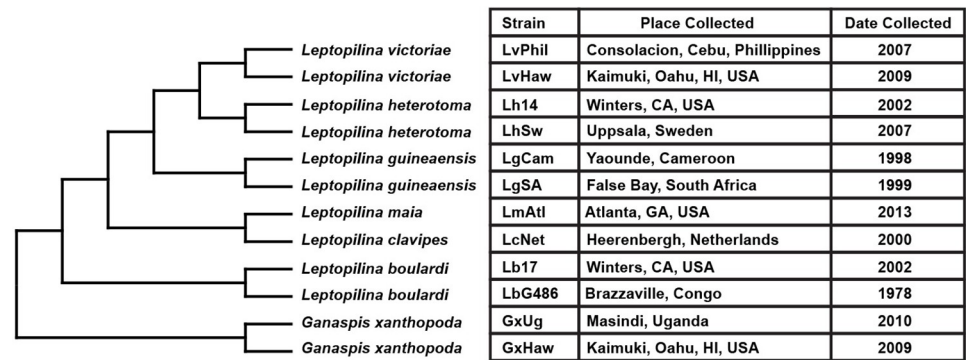 Strain Place Collected Date Collected
Leptopilina victoriae LvPhil Consolacion, Cebu, Phillippines 2007
Leptopilina victoriae LvHaw Kaimuki, Oahu, HI, USA 2009
Leptopilina heterotoma Lh14 Winters, CA, USA 2002
Leptopilina heterotoma LhSw Uppsala, Sweden 2007
Leptopilina guineaensis LgCam Yaounde, Cameroon 1998
Leptopilina guineaensis LgSA False Bay, South Africa 1999
Leptopilina maia LmAtl Atlanta, GA, USA 2013
Leptopilina clavipes LcNet Heerenbergh, Netherlands 2000
Leptopilina boulardi Lb17 Winters, CA, USA 2002
Leptopilina boulardi LbG486 Brazzaville, Congo 1978
Ganaspis xanthopoda GxUg Masindi, Uganda 2010
Ganaspis xanthopoda GxHaw Kaimuki, Oahu, HI, USA 2009